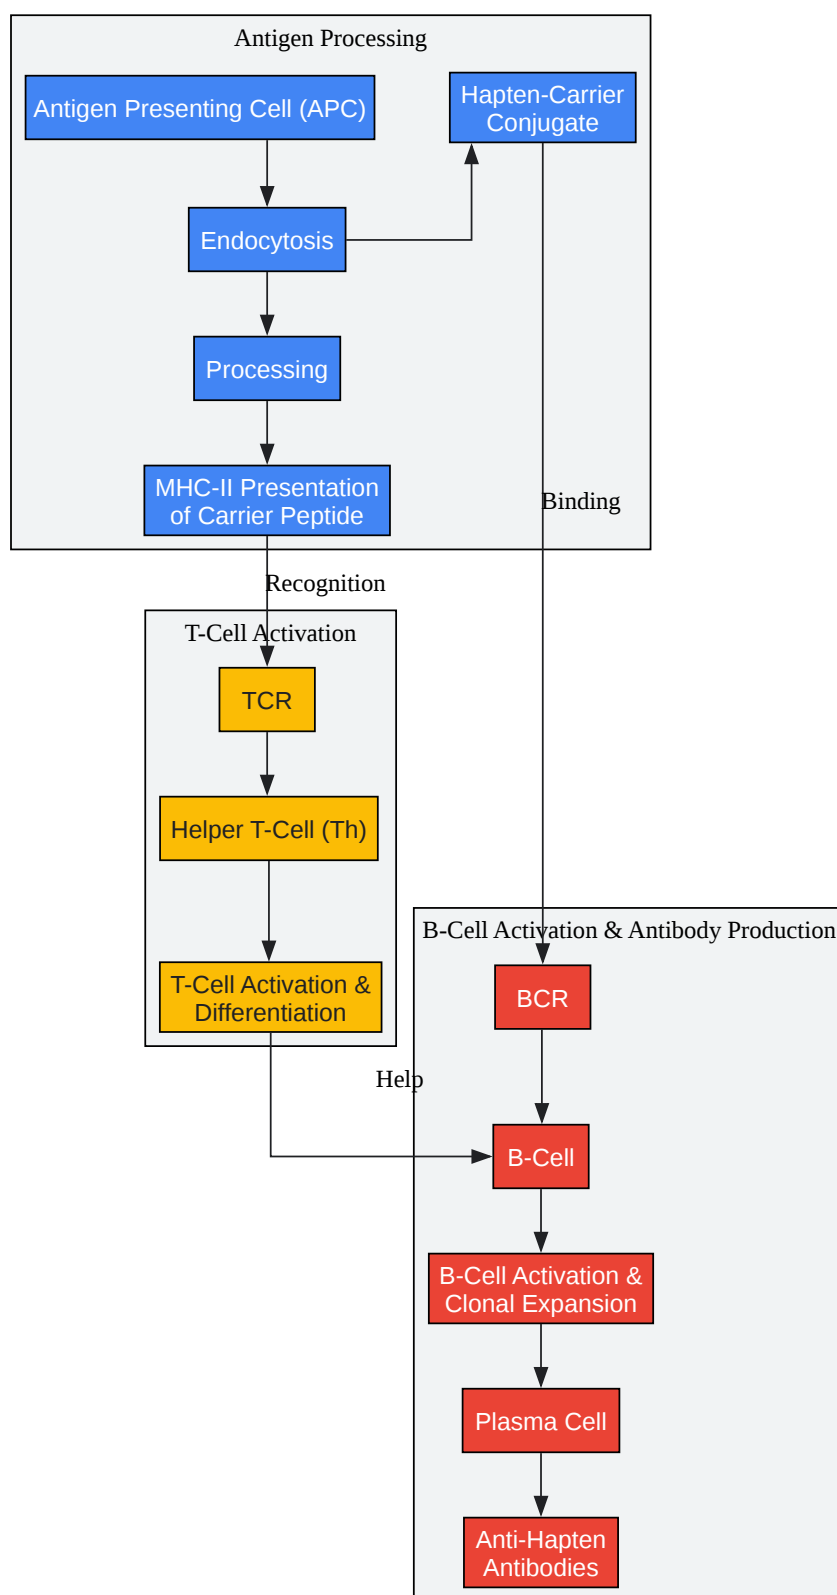 Antigen Processing
Antigen Presenting Cell (APC)
Hapten-Carrier
Conjugate
Endocytosis
Processing
MHC-II Presentation
of Carrier Peptide
Binding
Recognition
T-Cell Activation
TCR
Helper T-Cell (Th)
T-Cell Activation &
Differentiation
B-Cell Activation & Antibody Production
BCR
Help
B-Cell
B-Cell Activation &
Clonal Expansion
Plasma Cell
Anti-Hapten
Antibodies